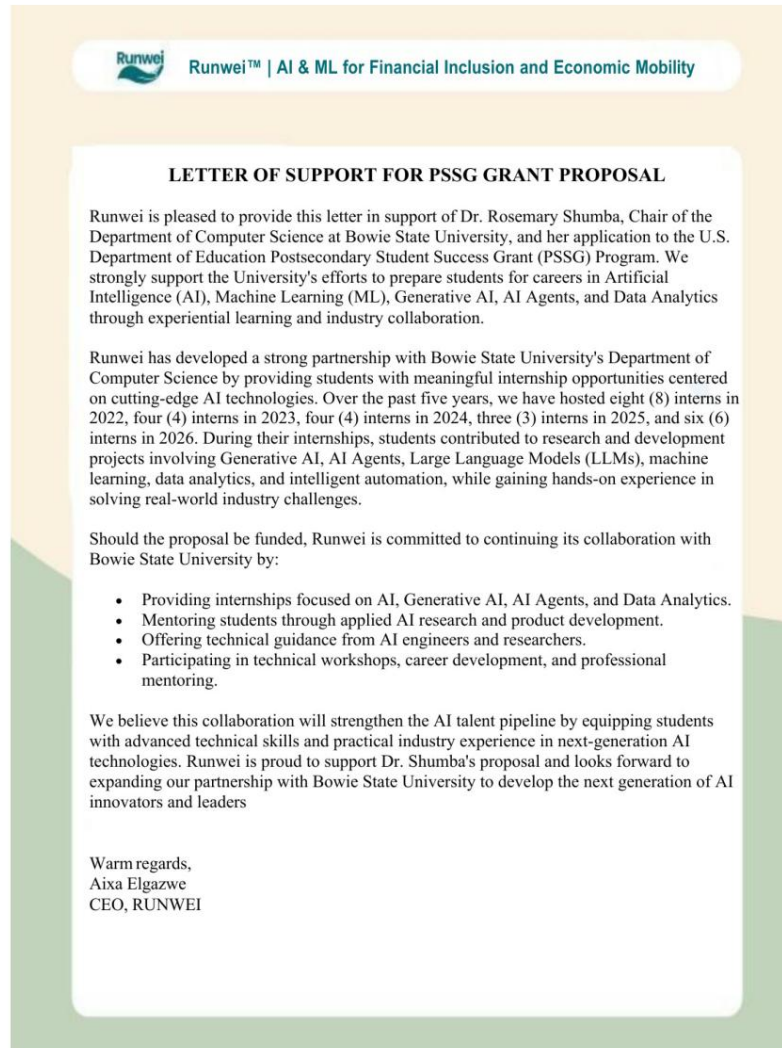 Runwei
Runwei™ | AI & ML for Financial Inclusion and Economic Mobility
LETTER OF SUPPORT FOR PSSG GRANT PROPOSAL
Runwei is pleased to provide this letter in support of Dr. Rosemary Shumba, Chair of the
Department of Computer Science at Bowie State University, and her application to the U.S.
Department of Education Postsecondary Student Success Grant (PSSG) Program. We
strongly support the University's efforts to prepare students for careers in Artificial
Intelligence (AI), Machine Learning (ML), Generative AI, AI Agents, and Data Analytics
through experiential learning and industry collaboration.
Runwei has developed a strong partnership with Bowie State University's Department of
Computer Science by providing students with meaningful internship opportunities centered
on cutting-edge AI technologies. Over the past five years, we have hosted eight (8) interns in
2022, four (4) interns in 2023, four (4) interns in 2024, three (3) interns in 2025, and six (6)
interns in 2026. During their internships, students contributed to research and development
projects involving Generative AI, AI Agents, Large Language Models (LLMs), machine
learning, data analytics, and intelligent automation, while gaining hands-on experience in
solving real-world industry challenges.
Should the proposal be funded, Runwei is committed to continuing its collaboration with
Bowie State University by:
• Providing internships focused on AI, Generative AI, AI Agents, and Data Analytics.
• Mentoring students through applied AI research and product development.
• Offering technical guidance from AI engineers and researchers.
• Participating in technical workshops, career development, and professional
mentoring.
We believe this collaboration will strengthen the AI talent pipeline by equipping students
with advanced technical skills and practical industry experience in next-generation AI
technologies. Runwei is proud to support Dr. Shumba's proposal and looks forward to
expanding our partnership with Bowie State University to develop the next generation of AI
innovators and leaders
Warm regards,
Aixa Elgazwe
CEO, RUNWEI